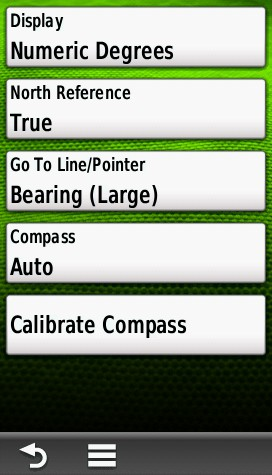 Display
Numeric Degrees
North Reference
True
Go To Line/Pointer
Bearing (Large)
Compass
Auto
Calibrate Compass